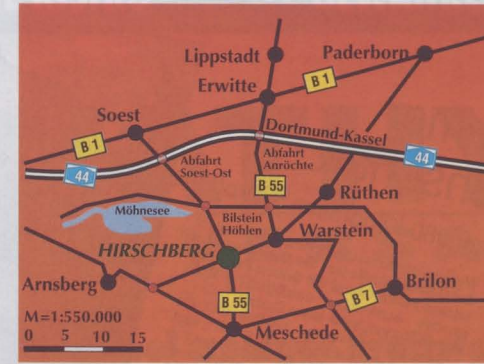 Lippstadt
Paderborn
Erwitte
B 1
Soest
Dortmund-Kassel
B 1
Abfahrt
Soest-Ost
Abfahrt
Anröchte
44
44
B 55
Rüthen
Möhnesee
Bilstein
Höhlen
Warstein
HIRSCHBERG
Arnsberg
Brilon
B 55
B 7
M=1:550.000
0 5 10 15
Meschede